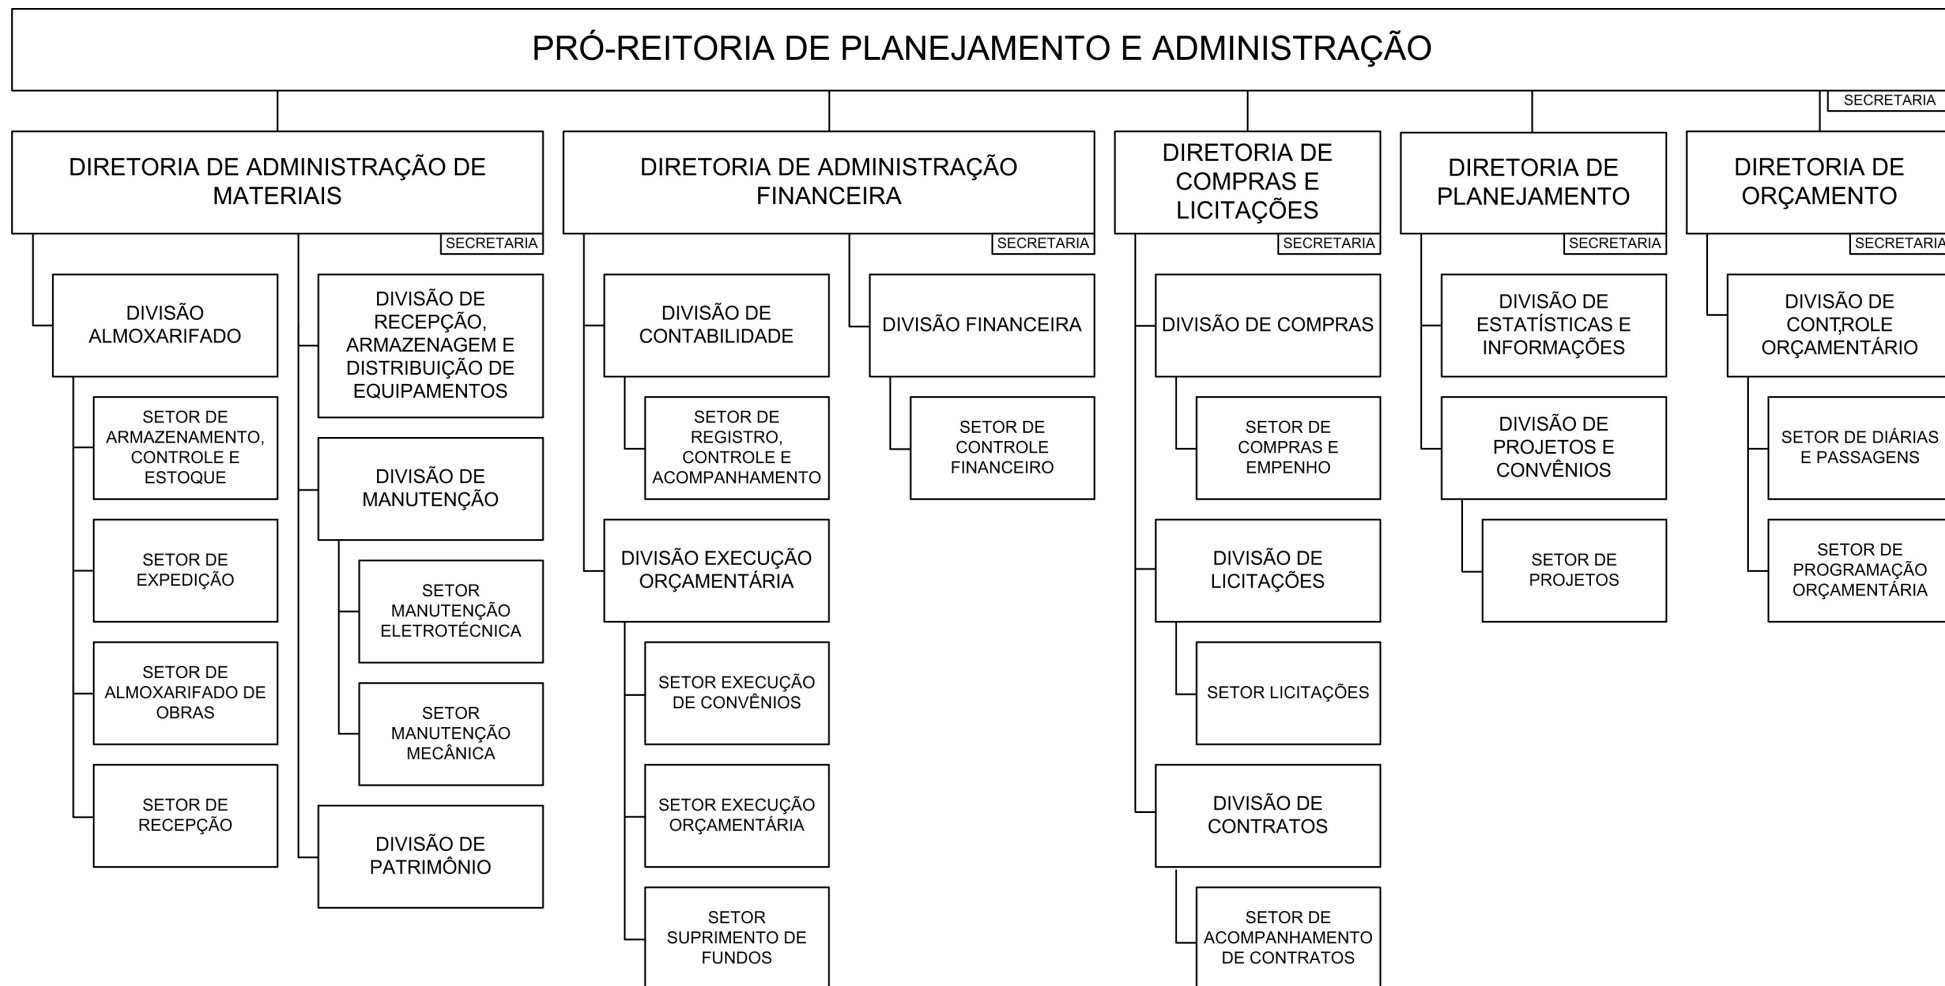 PRÓ-REITORIA DE PLANEJAMENTO E ADMINISTRAÇÃO
SECRETARIA
DIRETORIA DE ADMINISTRAÇÃO DE
MATERIAIS
SECRETARIA
DIVISÃO
ALMOXARIFADO
SETOR DE
ARMAZENAMENTO,
CONTROLE E
ESTOQUE
SETOR DE
EXPEDIÇÃO
SETOR DE
ALMOXARIFADO DE
OBRAS
SETOR DE
RECEPÇÃO
DIVISÃO DE
RECEPÇÃO,
ARMAZENAGEM E
DISTRIBUIÇÃO DE
EQUIPAMENTOS
DIVISÃO DE
MANUTENÇÃO
SETOR
MANUTENÇÃO
ELETROTÉCNICA
SETOR
MANUTENÇÃO
MECÂNICA
DIVISÃO DE
PATRIMÔNIO
DIRETORIA DE ADMINISTRAÇÃO
FINANCEIRA
SECRETARIA
DIVISÃO DE
CONTABILIDADE
SETOR DE
REGISTRO,
CONTROLE E
ACOMPANHAMENTO
DIVISÃO EXECUÇÃO
ORÇAMENTÁRIA
SETOR EXECUÇÃO
DE CONVÊNIOS
SETOR EXECUÇÃO
ORÇAMENTÁRIA
SETOR
SUPRIMENTO DE
FUNDOS
DIVISÃO FINANCEIRA
SETOR DE
CONTROLE
FINANCEIRO
DIRETORIA DE
COMPRAS E
LICITAÇÕES
SECRETARIA
DIVISÃO DE COMPRAS
SETOR DE
COMPRAS E
EMPENHO
DIVISÃO DE
LICITAÇÕES
SETOR LICITAÇÕES
DIVISÃO DE
CONTRATOS
SETOR DE
ACOMPANHAMENTO
DE CONTRATOS
DIRETORIA DE
PLANEJAMENTO
SECRETARIA
DIVISÃO DE
ESTATÍSTICAS E
INFORMAÇÕES
DIVISÃO DE
PROJETOS E
CONVÊNIOS
SETOR DE
PROJETOS
DIRETORIA DE
ORÇAMENTO
SECRETARIA
DIVISÃO DE
CONTROLE
ORÇAMENTÁRIO
SETOR DE DIÁRIAS
E PASSAGENS
SETOR DE
PROGRAMAÇÃO
ORÇAMENTÁRIA